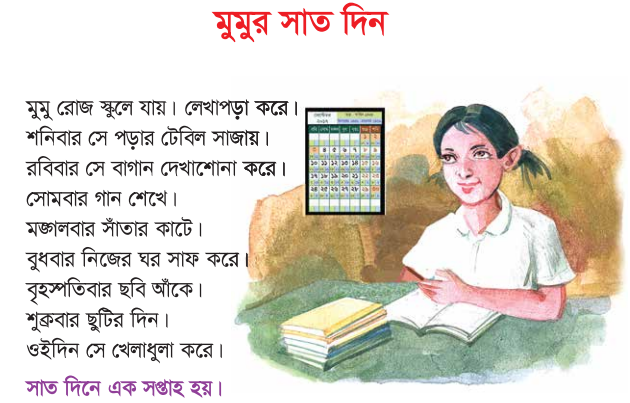 মুমুর সাত দিন
মুমু রোজ স্কুলে যায়। লেখাপড়া করে।
শনিবার সে পড়ার টেবিল সাজায়।
রবিবার সে বাগান দেখাশোনা করে।
সোমবার গান শেখে।
মঙ্গলবার সাঁতার কাটে।
বুধবার নিজের ঘর সাফ করে।
বৃহস্পতিবার ছবি আঁকে।
শুক্রবার ছুটির দিন।
ওইদিন সে খেলাধুলা করে।
সাত দিনে এক সপ্তাহ হয়।